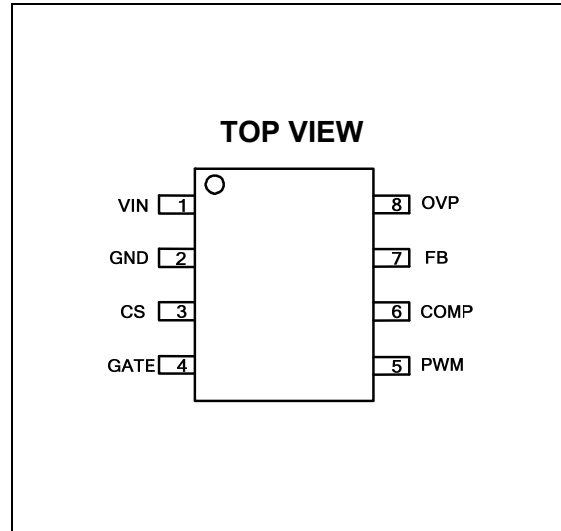 TOP VIEW
VIN 1 8 OVP
GND 2 7 FB
CS 3 6 COMP
GATE 4 5 PWM